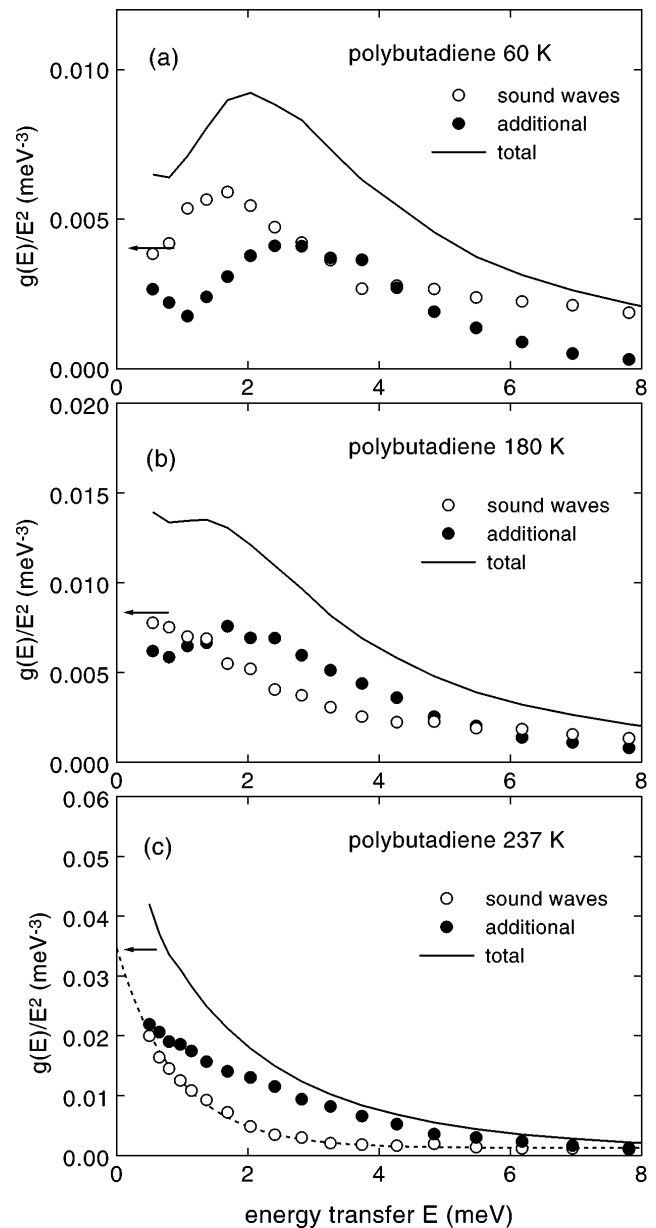 (a) polybutadiene 60 K
sound waves
additional
total
0.010
0.005
0.000
g(E)/E² (meV⁻³)
0 2 4 6 8
(b) polybutadiene 180 K
sound waves
additional
total
0.020
0.015
0.010
0.005
0.000
g(E)/E² (meV⁻³)
0 2 4 6 8
(c) polybutadiene 237 K
sound waves
additional
total
0.06
0.05
0.04
0.03
0.02
0.01
0.00
g(E)/E² (meV⁻³)
0 2 4 6 8
energy transfer E (meV)